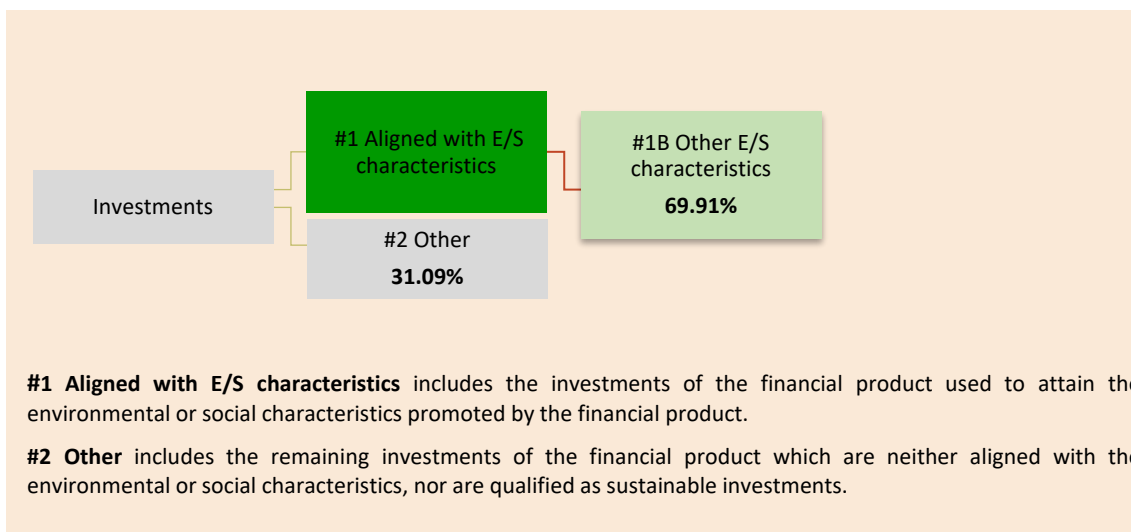 #1 Aligned with E/S
characteristics
#1B Other E/S
characteristics
69.91%
Investments
#2 Other
31.09%
#1 Aligned with E/S characteristics includes the investments of the financial product used to attain the
environmental or social characteristics promoted by the financial product.
#2 Other includes the remaining investments of the financial product which are neither aligned with the
environmental or social characteristics, nor are qualified as sustainable investments.